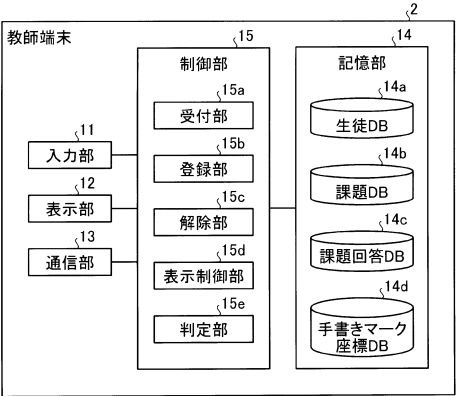 2
教師端末
15
制御部
15a
受付部
15b
登録部
15c
解除部
15d
表示制御部
15e
判定部
11
入力部
12
表示部
13
通信部
14
記憶部
14a
生徒DB
14b
課題DB
14c
課題回答DB
14d
手書きマーク
座標DB